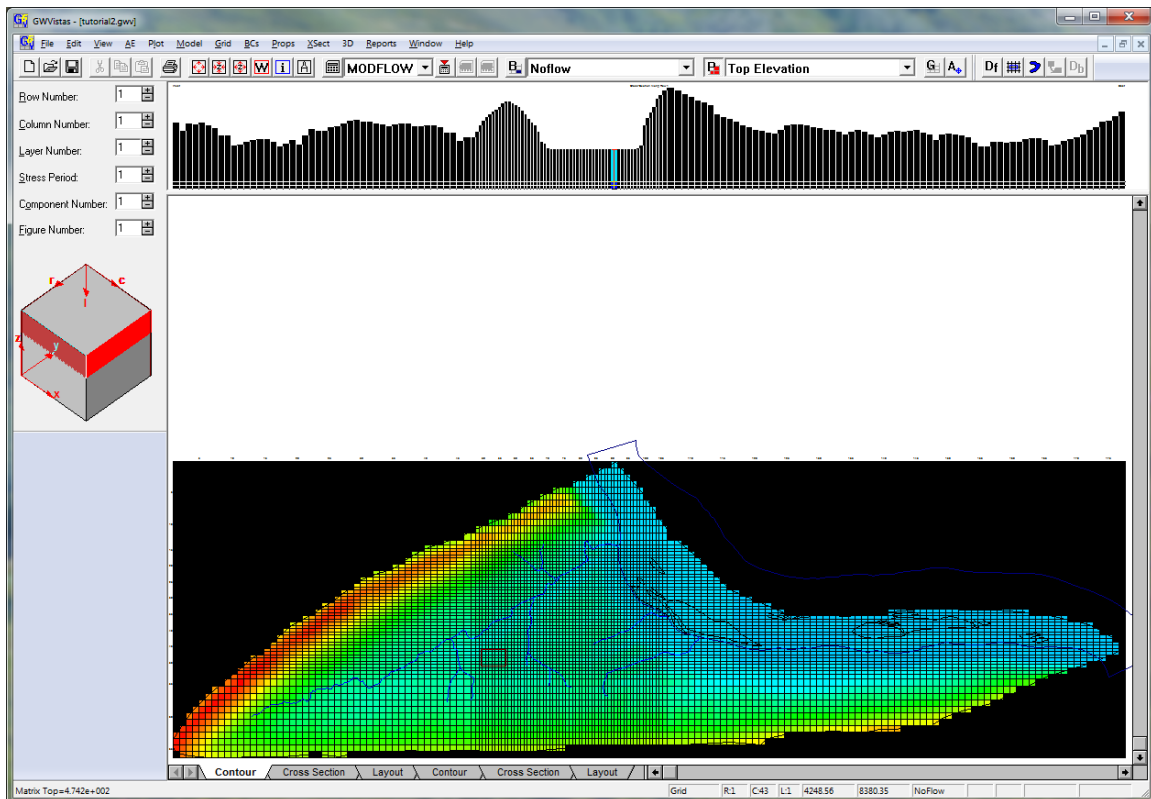 GWVistas - [tutorial2.gwv]
File Edit View AE Plot Model Grid BCs Props XSect 3D Reports Window Help
W i A MODFLOW B Noflow P Top Elevation G A Df Db
Row Number: 1
Column Number: 1
Layer Number: 1
Stress Period: 1
Component Number: 1
Figure Number: 1
r c
l
z y
x
Contour Cross Section Layout Contour Cross Section Layout
Matrix Top=4.742e+002 Grid R:1 C:43 L:1 4248.56 8380.35 NoFlow